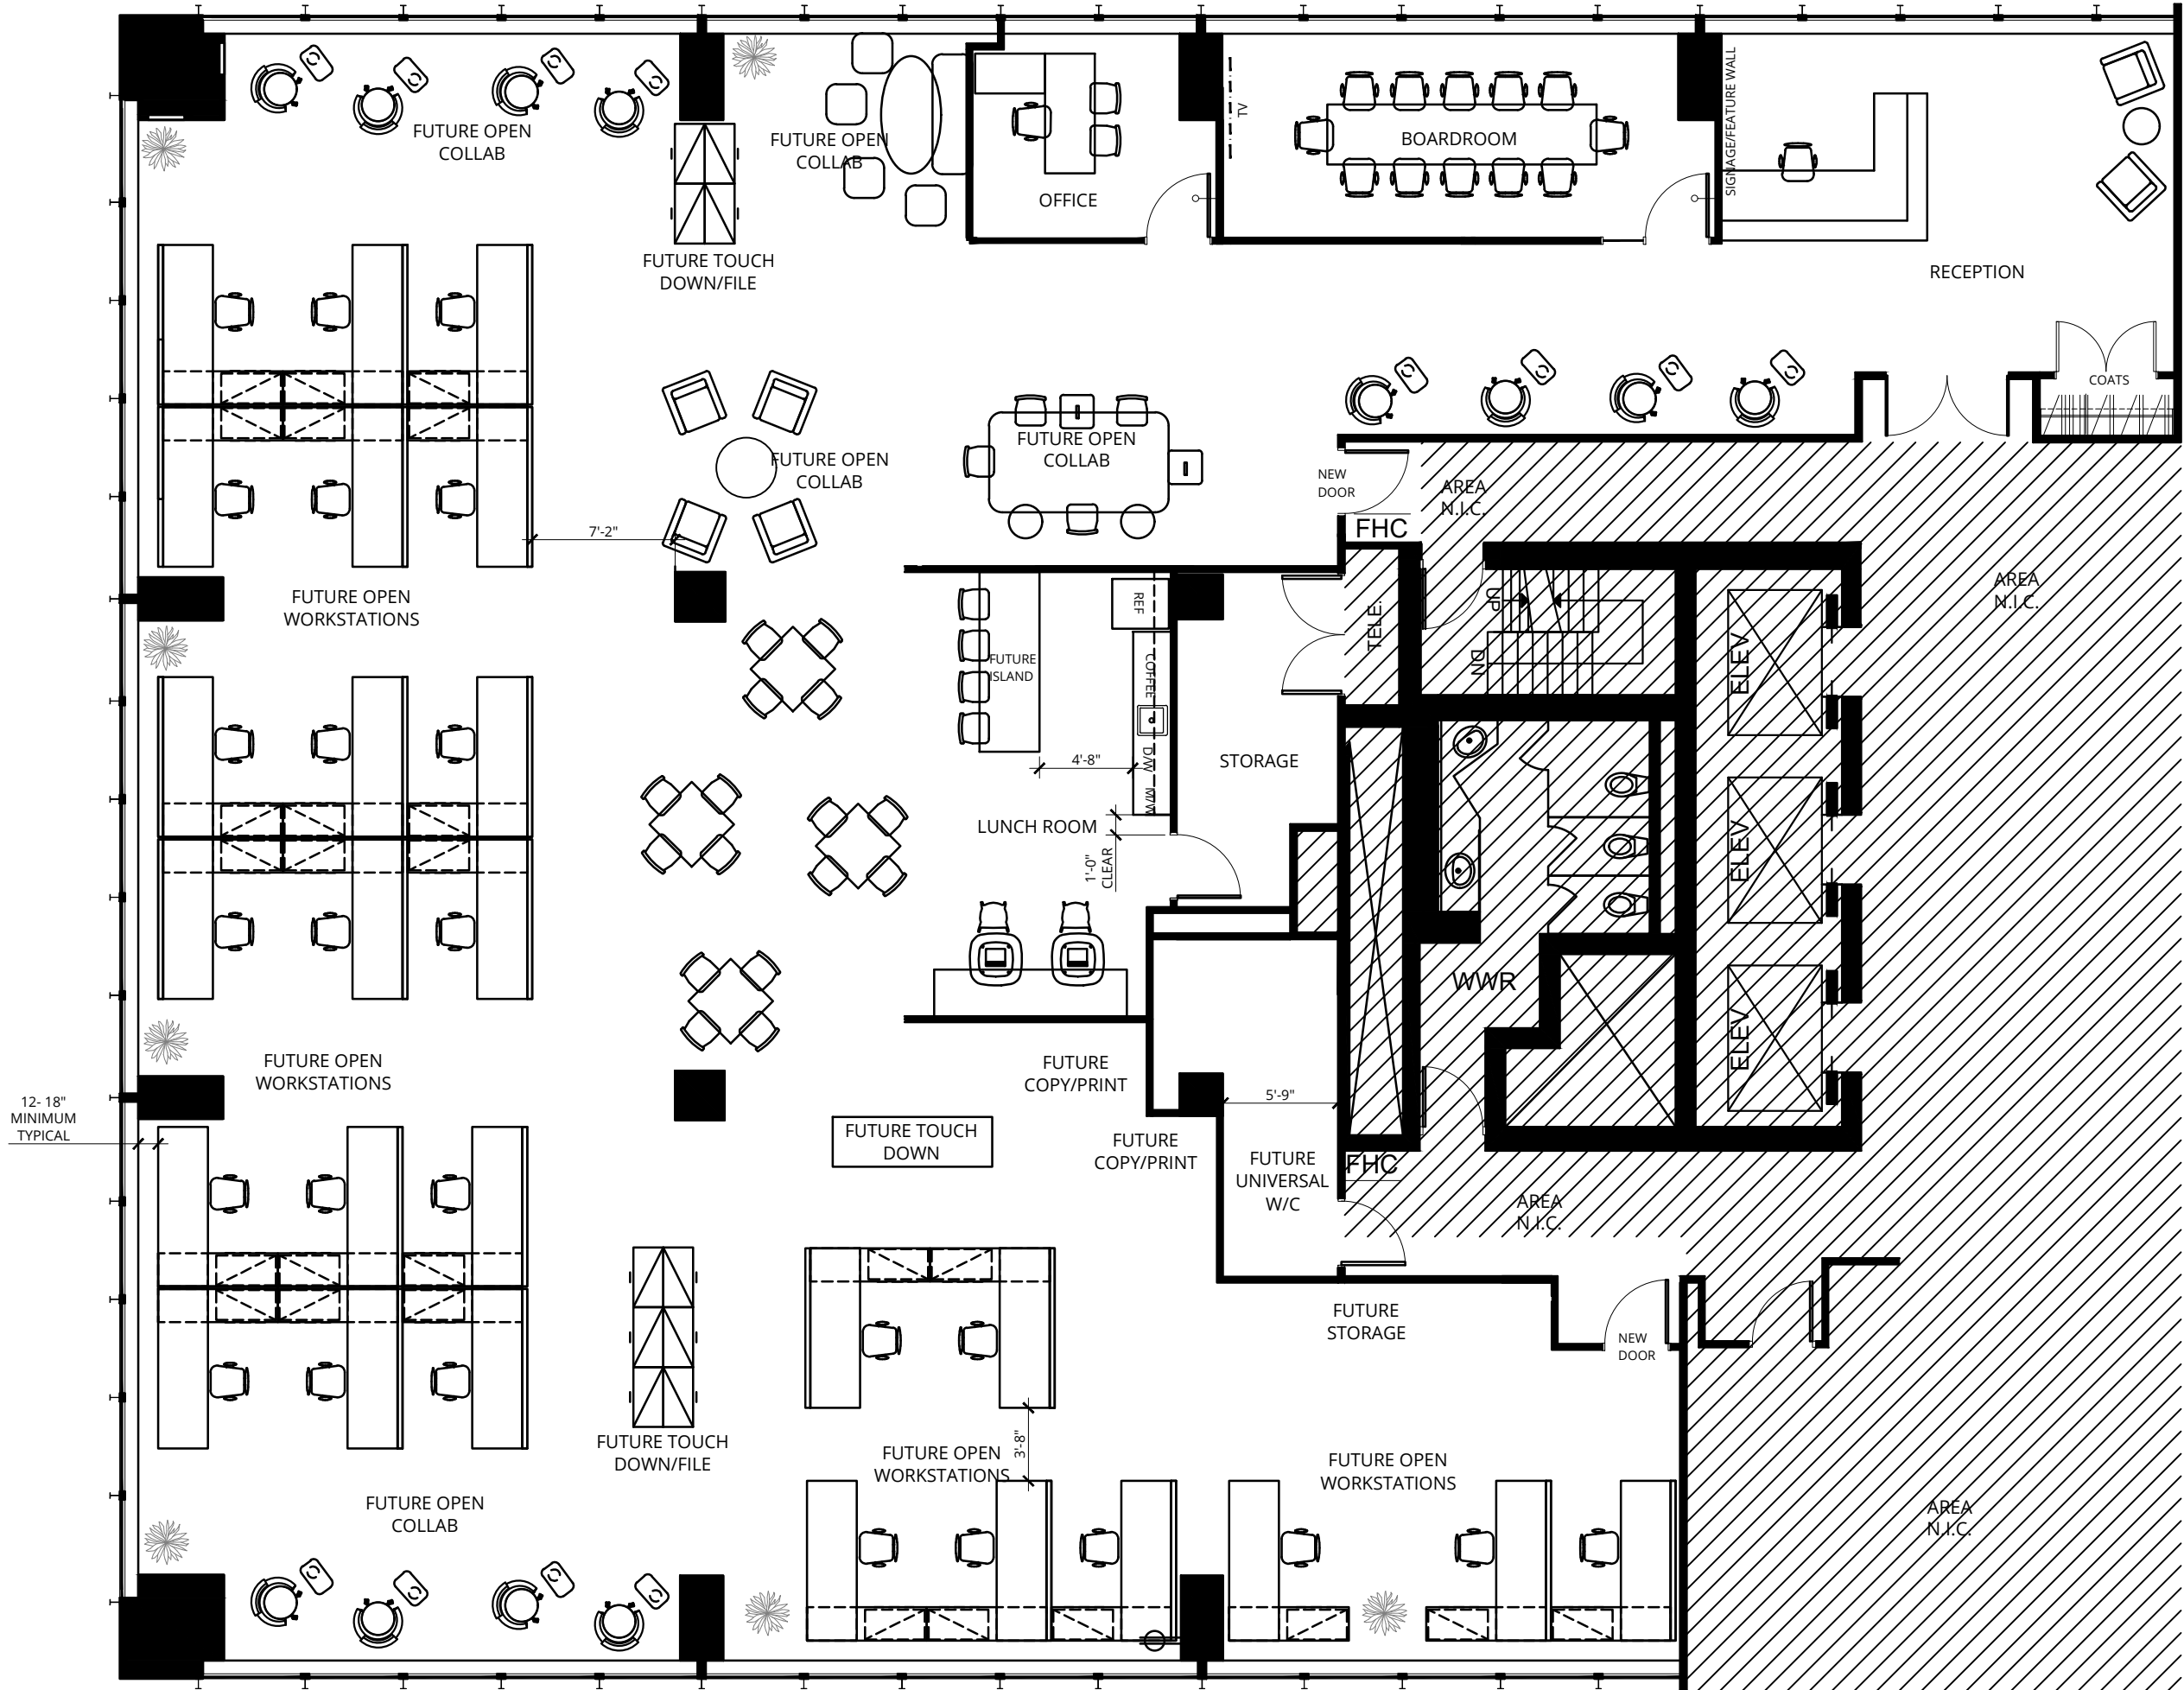 FUTURE OPEN
COLLAB
FUTURE OPEN
COLLAB
OFFICE
TV
BOARDROOM
SIGNAGE/FEATURE WALL
RECEPTION
FUTURE TOUCH
DOWN/FILE
COATS
FUTURE OPEN
COLLAB
FUTURE OPEN
COLLAB
NEW
DOOR
AREA
N.I.C.
FHC
7'-2"
AREA
N.I.C.
FUTURE OPEN
WORKSTATIONS
REF
TELE.
UP
DN
ELEV
FUTURE
ISLAND
COFFEE
D/W
M/W
4'-8"
STORAGE
LUNCH ROOM
1'-0"
CLEAR
ELEV
WWR
ELEV
FUTURE OPEN
WORKSTATIONS
FUTURE
COPY/PRINT
12- 18"
MINIMUM
TYPICAL
5'-9"
FUTURE TOUCH
DOWN
FUTURE
COPY/PRINT
FUTURE
UNIVERSAL
W/C
FHC
AREA
N.I.C.
FUTURE
STORAGE
NEW
DOOR
FUTURE TOUCH
DOWN/FILE
FUTURE OPEN
WORKSTATIONS
3'-8"
FUTURE OPEN
WORKSTATIONS
FUTURE OPEN
COLLAB
AREA
N.I.C.